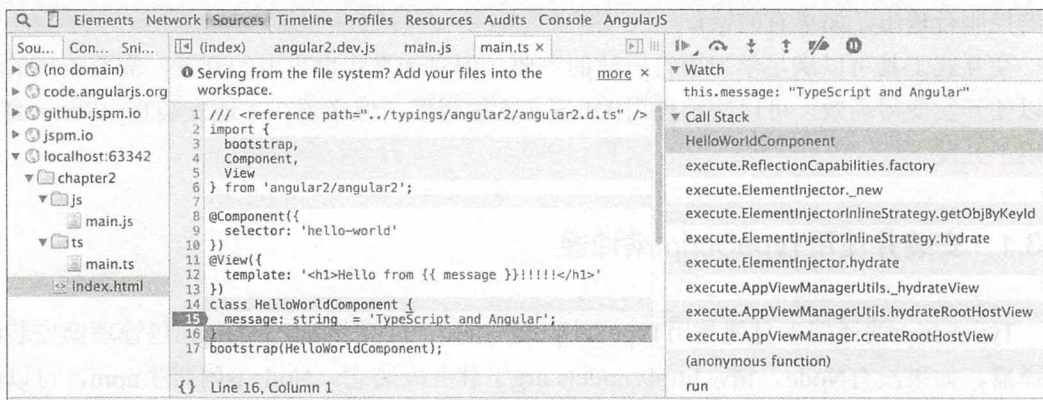 Elements Network Sources Timeline Profiles Resources Audits Console AngularJS
Sou... Con... Sni...
(no domain)
code.angularjs.org
github.jspm.io
jspm.io
localhost:63342
chapter2
js
main.js
ts
main.ts
index.html
(index) angular2.dev.js main.js main.ts ×
Serving from the file system? Add your files into the workspace. more ×
1 /// <reference path="../typings/angular2/angular2.d.ts" />
2 import {
3 bootstrap,
4 Component,
5 View
6 } from 'angular2/angular2';
7
8 @Component({
9 selector: 'hello-world'
10 })
11 @View({
12 template: '<h1>Hello from {{ message }}!!!!!</h1>'
13 })
14 class HelloWorldComponent {
15 message: string = 'TypeScript and Angular';
16 }
17 bootstrap(HelloWorldComponent);
{} Line 16, Column 1
Watch
this.message: "TypeScript and Angular"
Call Stack
HelloWorldComponent
execute.ReflectionCapabilities.factory
execute.ElementInjector._new
execute.ElementInjectorInlineStrategy.getObjByKeyId
execute.ElementInjectorInlineStrategy.hydrate
execute.ElementInjector.hydrate
execute.AppViewManagerUtils._hydrateView
execute.AppViewManagerUtils.hydrateRootHostView
execute.AppViewManager.createRootHostView
(anonymous function)
run